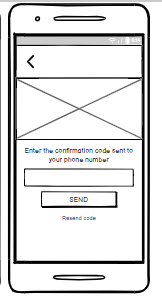 Enter the confirmation code sent to
your phone number
SEND
Resend code